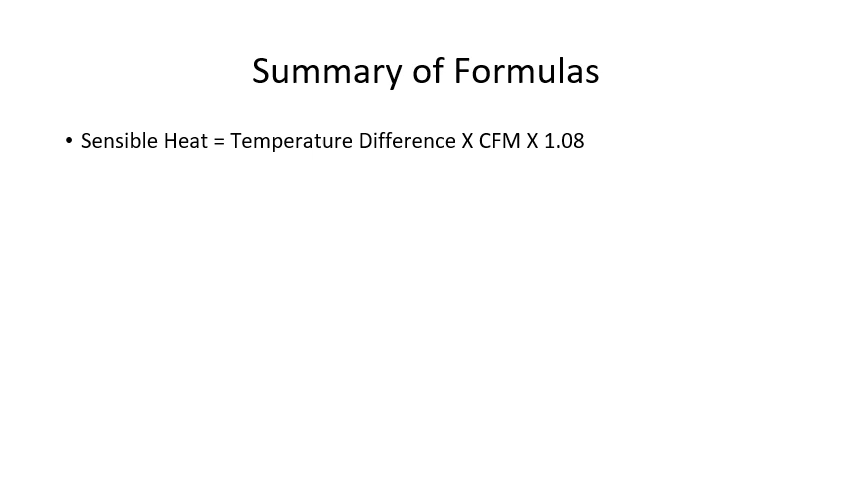 Summary of Formulas
• Sensible Heat = Temperature Difference X CFM X 1.08